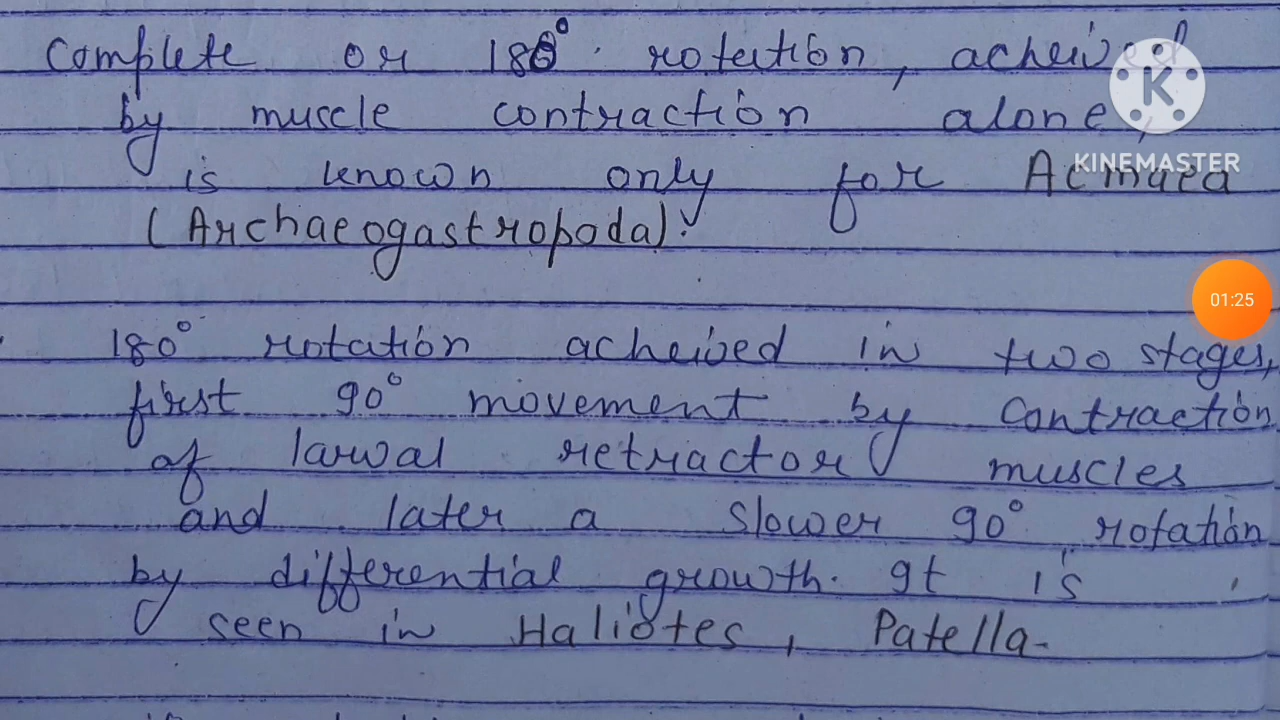 Complete or 180° rotation, acheived
by muscle contraction alone,
is known only for Acmaea
(Archaeogastropoda).
180° rotation acheived in two stages,
first 90° movement by contraction
of larval retractor muscles
and later a slower 90° rotation
by differential growth. It is
seen in Haliotes, Patella.
K
KINEMASTER
01:25